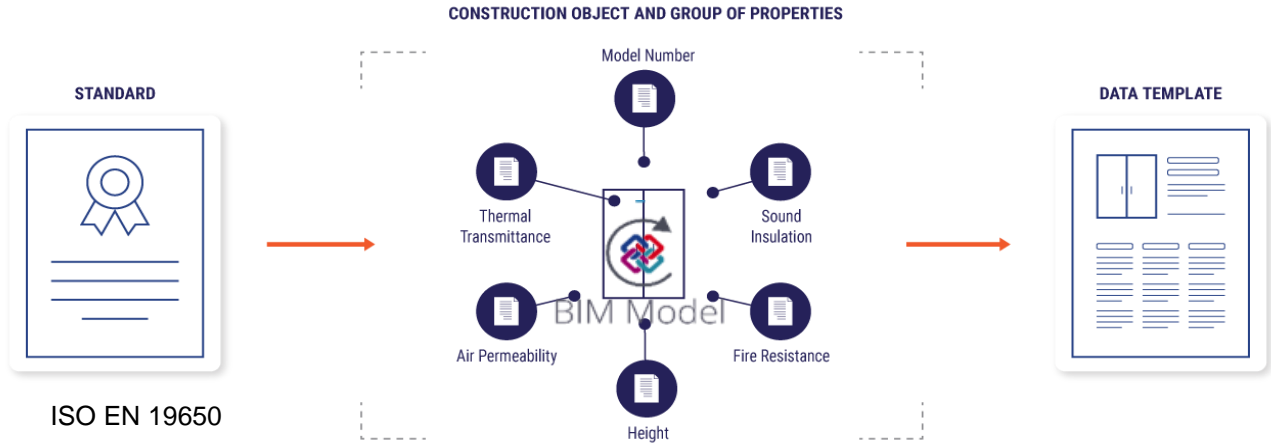 CONSTRUCTION OBJECT AND GROUP OF PROPERTIES
Model Number
STANDARD
DATA TEMPLATE
Thermal
Transmittance
Sound
Insulation
BIM Model
Air Permeability
Fire Resistance
ISO EN 19650
Height